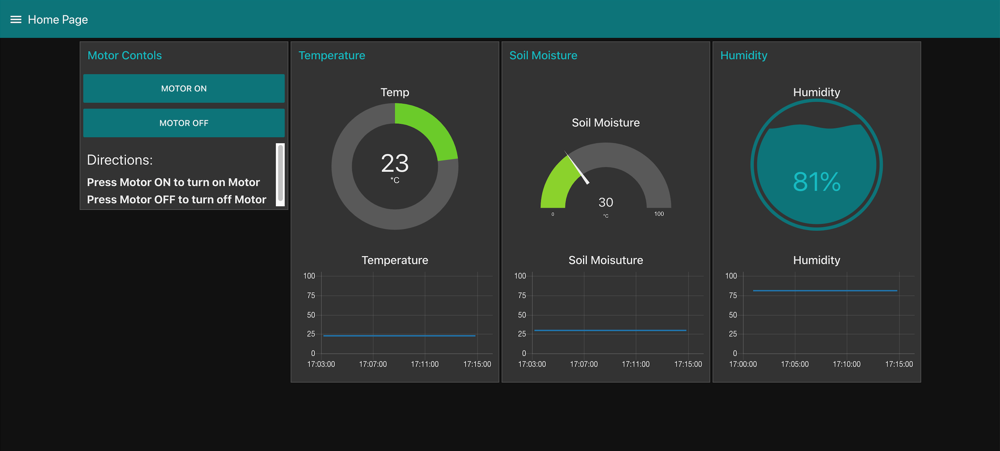 Home Page
Motor Contols
MOTOR ON
MOTOR OFF
Directions:
Press Motor ON to turn on Motor
Press Motor OFF to turn off Motor
Temperature
Temp
23
*C
Temperature
100
75
50
25
0
17:03:00 17:07:00 17:11:00 17:15:00
Soil Moisture
Soil Moisture
30
*C
0 100
Soil Moisuture
100
75
50
25
0
17:03:00 17:07:00 17:11:00 17:15:00
Humidity
Humidity
81%
Humidity
100
75
50
25
0
17:00:00 17:05:00 17:10:00 17:15:00